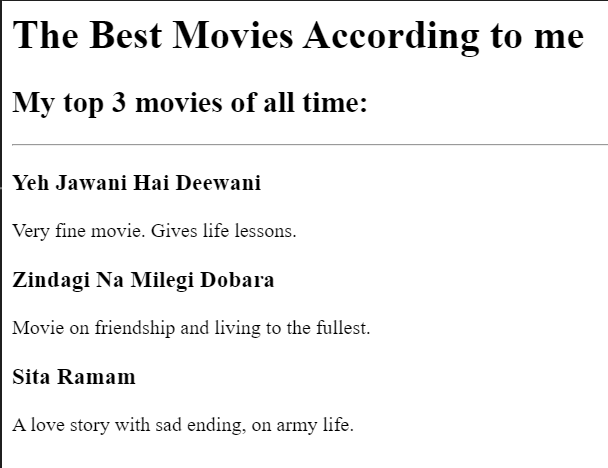 The Best Movies According to me
My top 3 movies of all time:
Yeh Jawani Hai Deewani
Very fine movie. Gives life lessons.
Zindagi Na Milegi Dobara
Movie on friendship and living to the fullest.
Sita Ramam
A love story with sad ending, on army life.